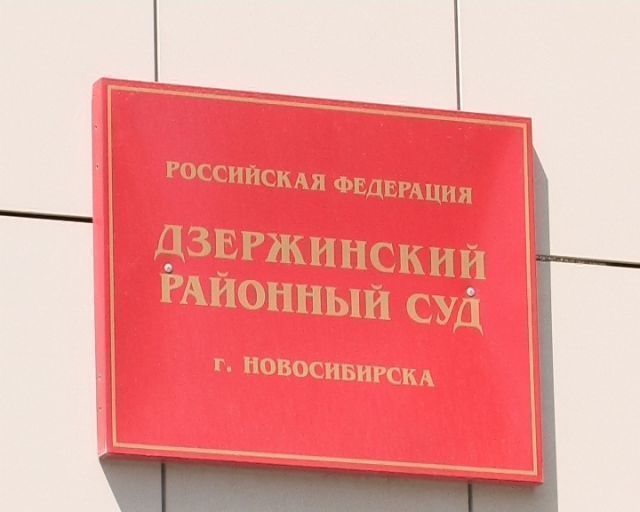 РОССИЙСКАЯ ФЕДЕРАЦИЯ
ДЗЕРЖИНСКИЙ
РАЙОННЫЙ СУД
г. НОВОСИБИРСКА